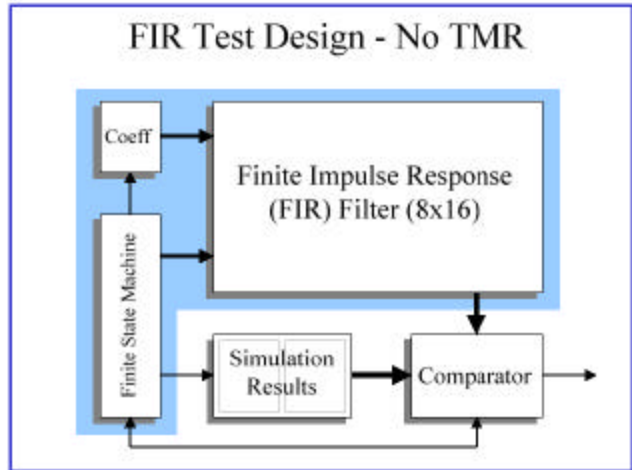 FIR Test Design - No TMR
Coeff
Finite Impulse Response
(FIR) Filter (8x16)
Finite State Machine
Simulation
Results
Comparator